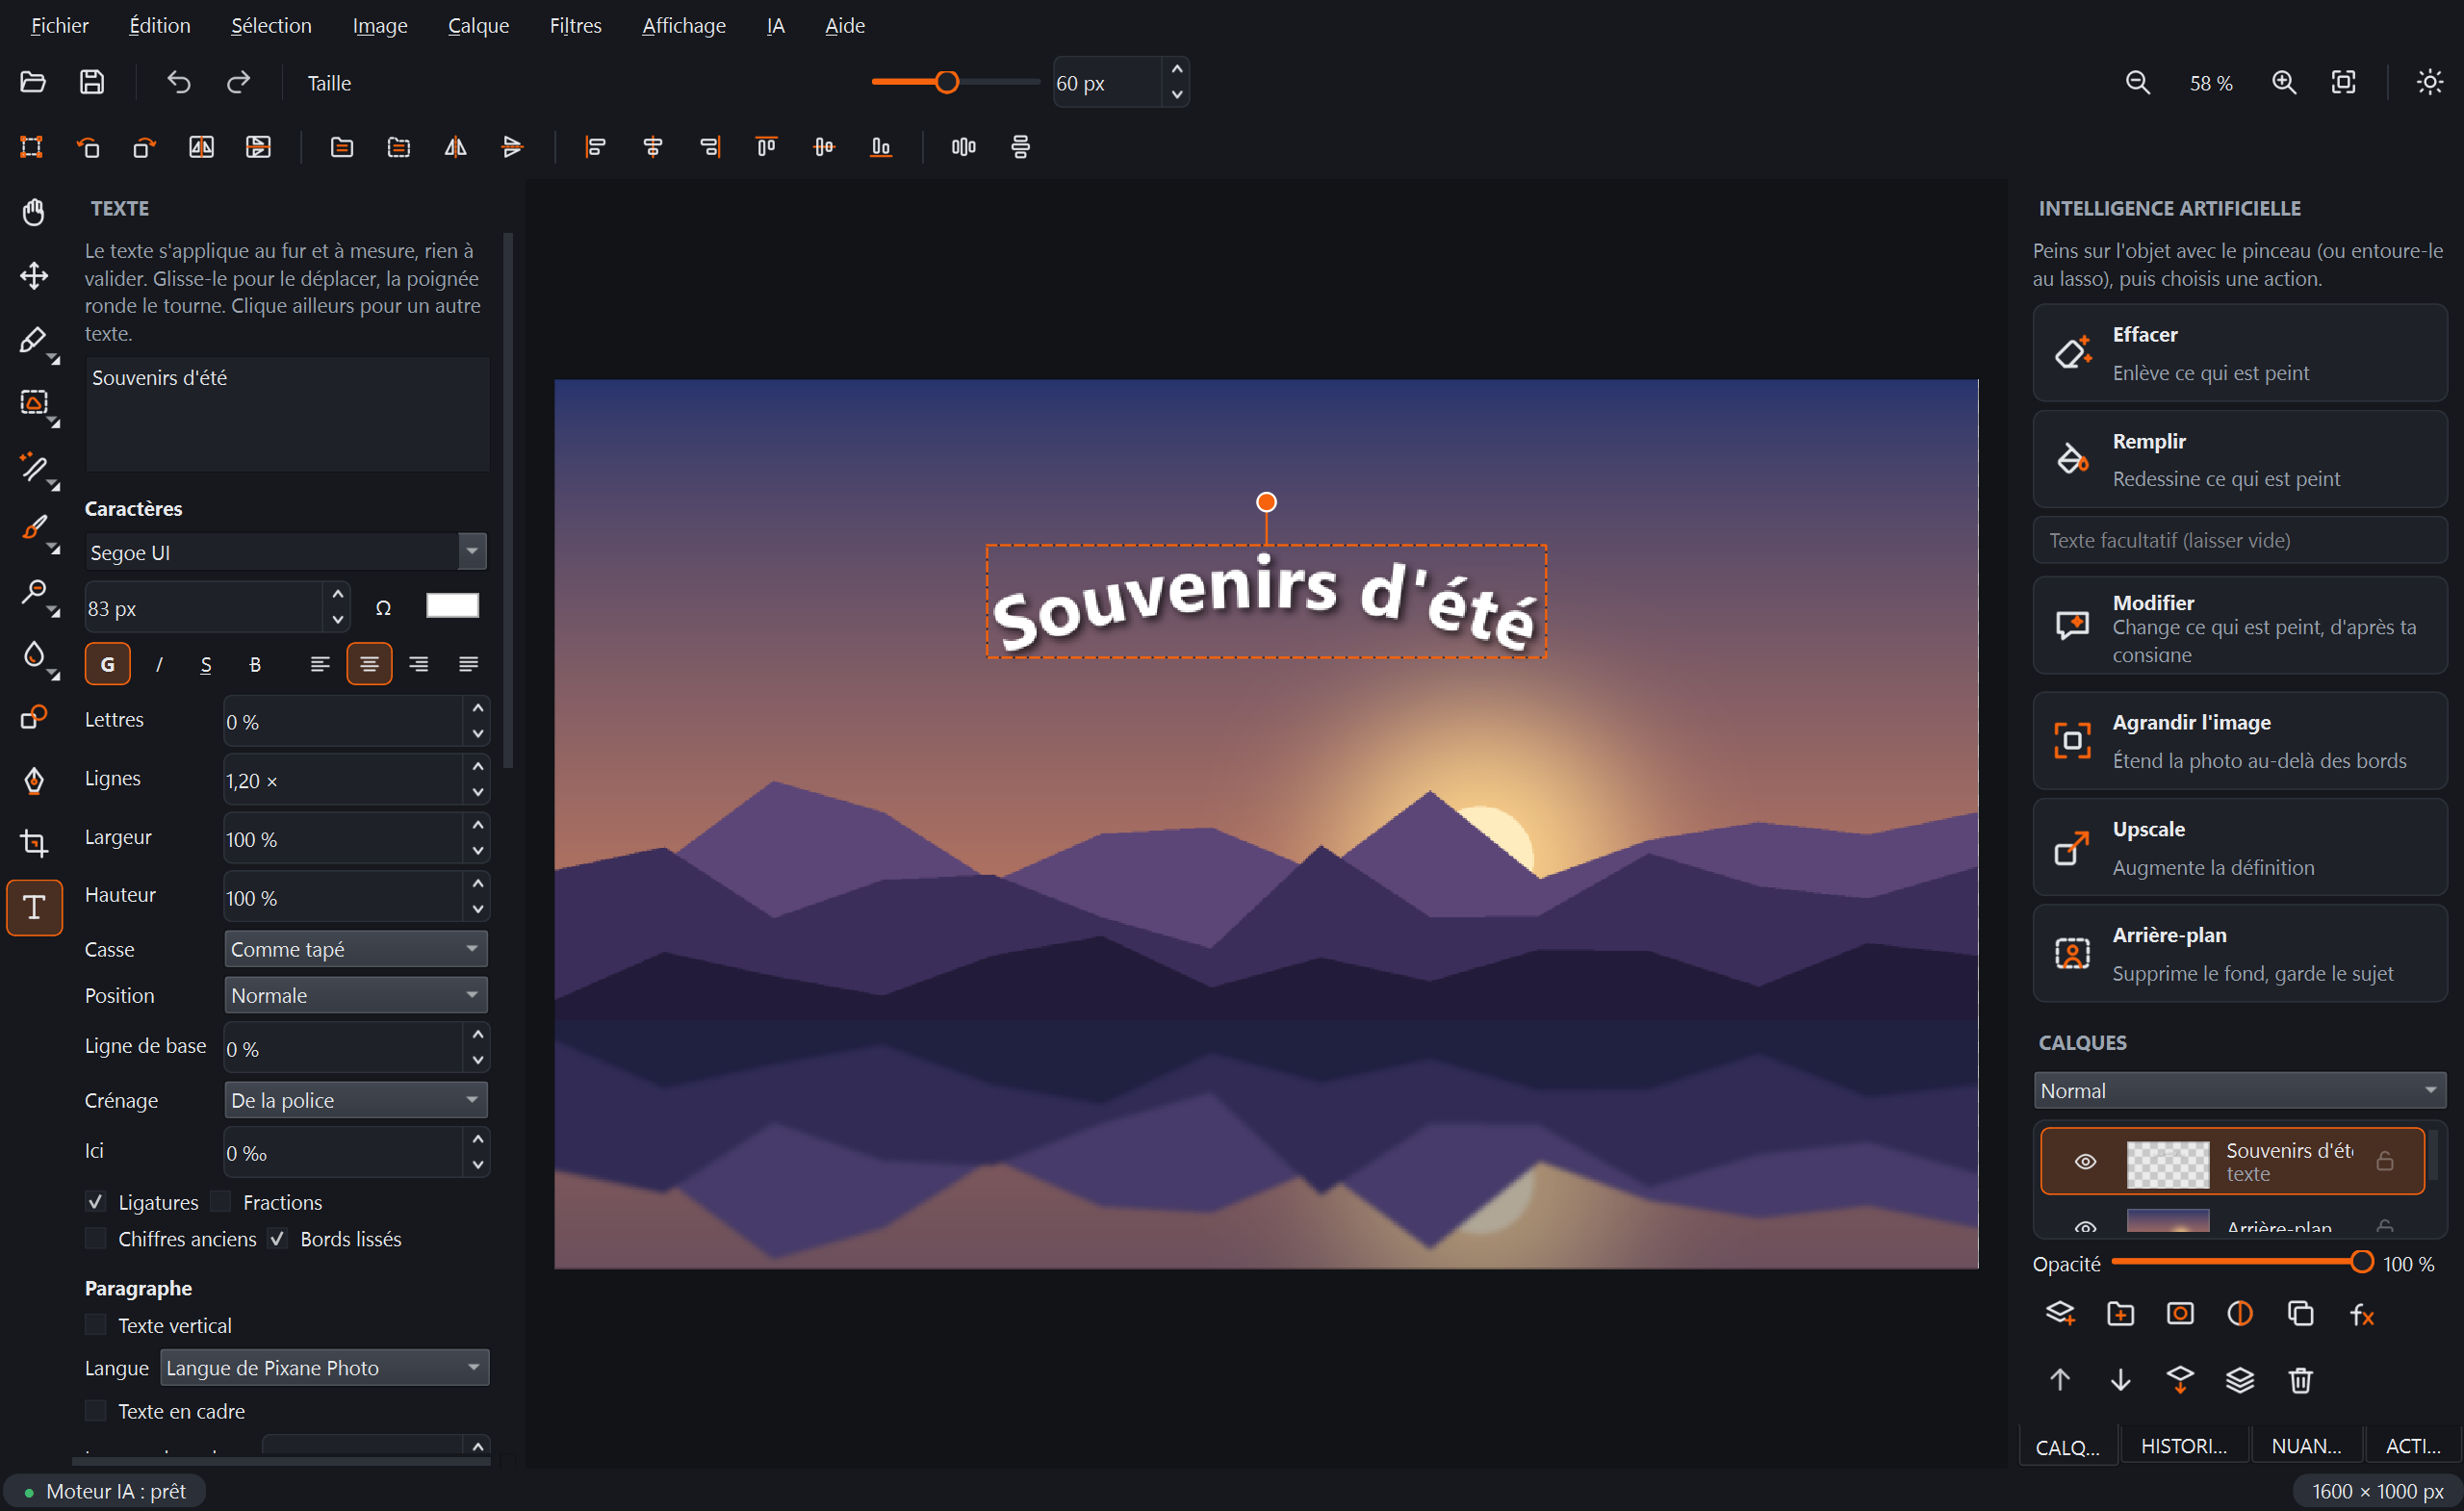 Fichier Édition Sélection Image Calque Filtres Affichage IA Aide
Taille 60 px 58 %
TEXTE
Le texte s'applique au fur et à mesure, rien à
valider. Glisse-le pour le déplacer, la poignée
ronde le tourne. Clique ailleurs pour un autre
texte.
Souvenirs d'été
Caractères
Segoe UI
83 px Ω
G I S B
Lettres 0 %
Lignes 1,20 ×
Largeur 100 %
Hauteur 100 %
Casse Comme tapé
Position Normale
Ligne de base 0 %
Crénage De la police
Ici 0 ‰
Ligatures Fractions
Chiffres anciens Bords lissés
Paragraphe
Texte vertical
Langue Langue de Pixane Photo
Texte en cadre
Souvenirs d'été
INTELLIGENCE ARTIFICIELLE
Peins sur l'objet avec le pinceau (ou entoure-le
au lasso), puis choisis une action.
Effacer
Enlève ce qui est peint
Remplir
Redessine ce qui est peint
Texte facultatif (laisser vide)
Modifier
Change ce qui est peint, d'après ta
consigne
Agrandir l'image
Étend la photo au-delà des bords
Upscale
Augmente la définition
Arrière-plan
Supprime le fond, garde le sujet
CALQUES
Normal
Souvenirs d'ét
texte
Arrière-plan
Opacité 100 %
fx
CALQ... HISTORI... NUAN... ACTI...
Moteur IA : prêt
1600 × 1000 px